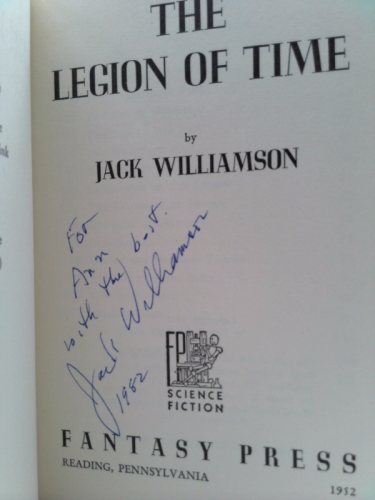 THE
LEGION OF TIME
by
JACK WILLIAMSON
For
Ann
with the best.
Jack Williamson
1982
FP
SCIENCE
FICTION
FANTASY PRESS
READING, PENNSYLVANIA
1952